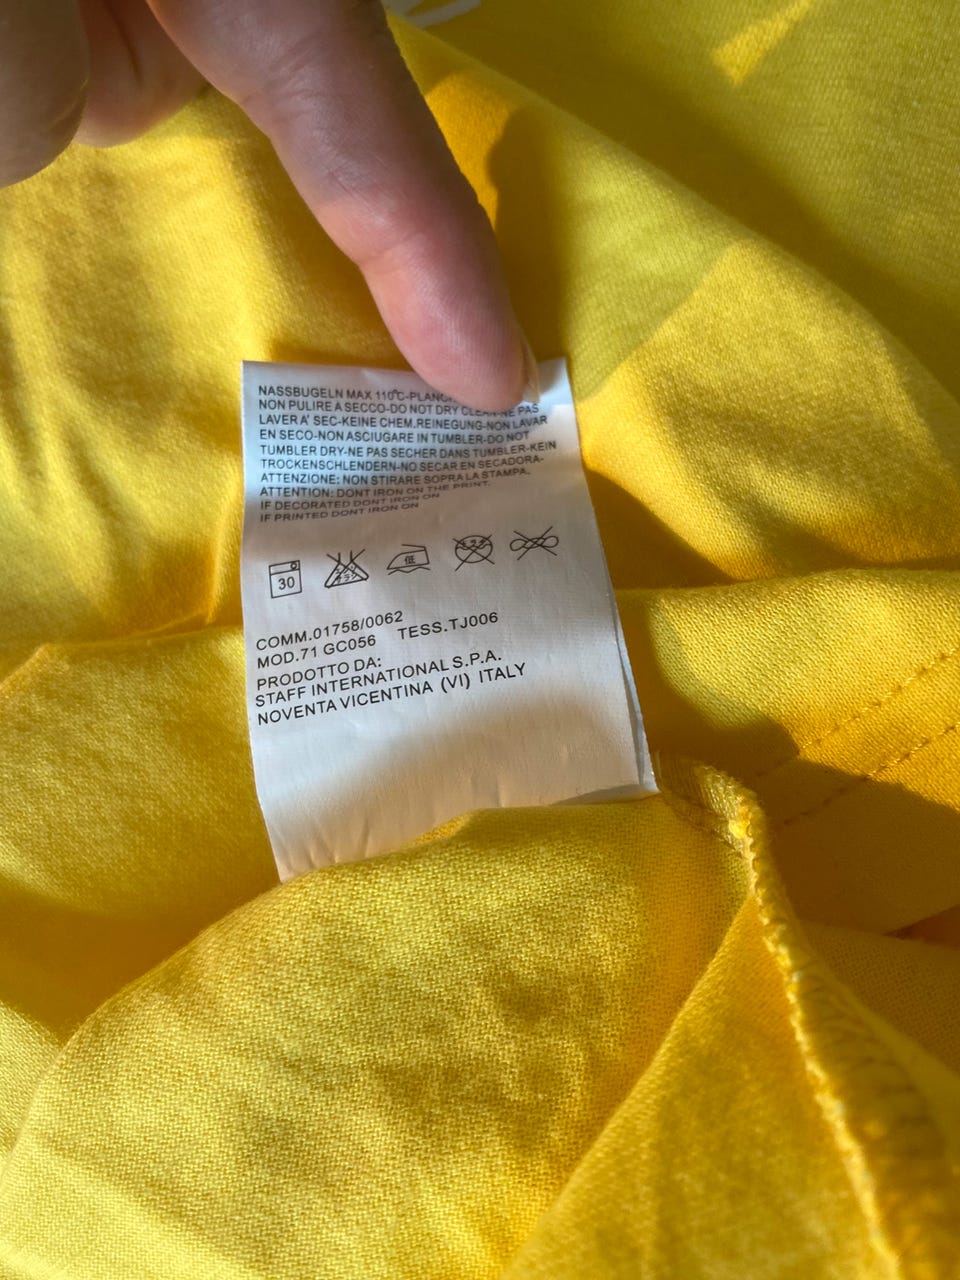 NASSBUGELN MAX 110°C-PLANC
NON PULIRE A SECCO-DO NOT DRY CLEAN-NE PAS
LAVER A' SEC-KEINE CHEM.REINEGUNG-NON LAVAR
EN SECO-NON ASCIUGARE IN TUMBLER-DO NOT
TUMBLER DRY-NE PAS SECHER DANS TUMBLER-KEIN
TROCKENSCHLENDERN-NO SECAR EN SECADORA-
ATTENZIONE: NON STIRARE SOPRA LA STAMPA.
ATTENTION: DONT IRON ON THE PRINT.
IF DECORATED DONT IRON ON
IF PRINTED DONT IRON ON
30 低
COMM.01758/0062
MOD.71 GC056 TESS.TJ006
PRODOTTO DA:
STAFF INTERNATIONAL S.P.A.
NOVENTA VICENTINA (VI) ITALY